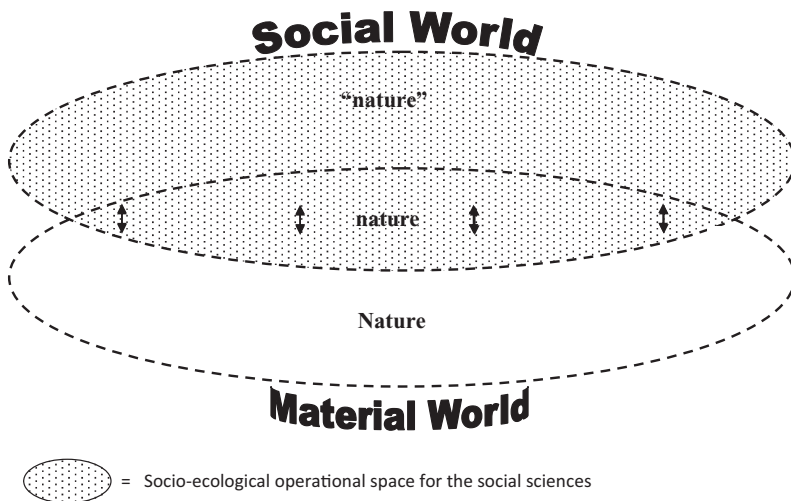 Social World
“nature”
nature
Nature
Material World
= Socio-ecological operational space for the social sciences